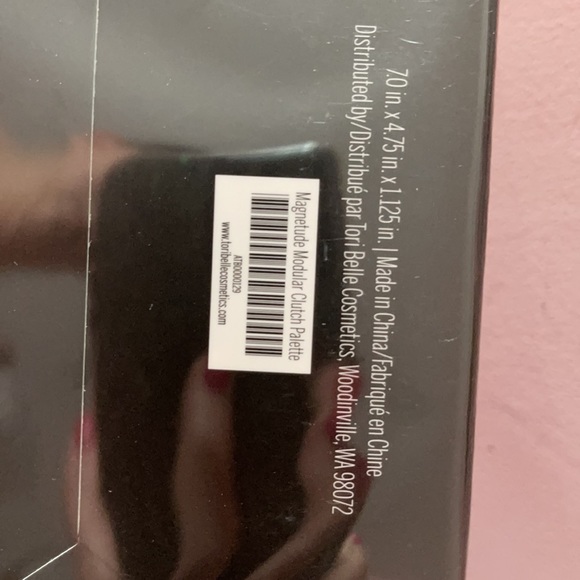 7.0 in. x 4.75 in. x 1.125 in. | Made in China/Fabriqué en Chine
Distributed by/Distribué par Tori Belle Cosmetics, Woodinville, WA 98072
Magnetude Modular Clutch Palette
ATB0000129
www.toribellecosmetics.com